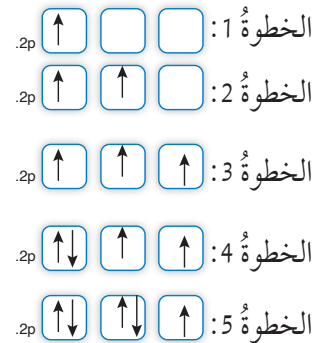 الخطوةُ 1: .2p
الخطوةُ 2: .2p
الخطوةُ 3: .2p
الخطوةُ 4: .2p
الخطوةُ 5: .2p